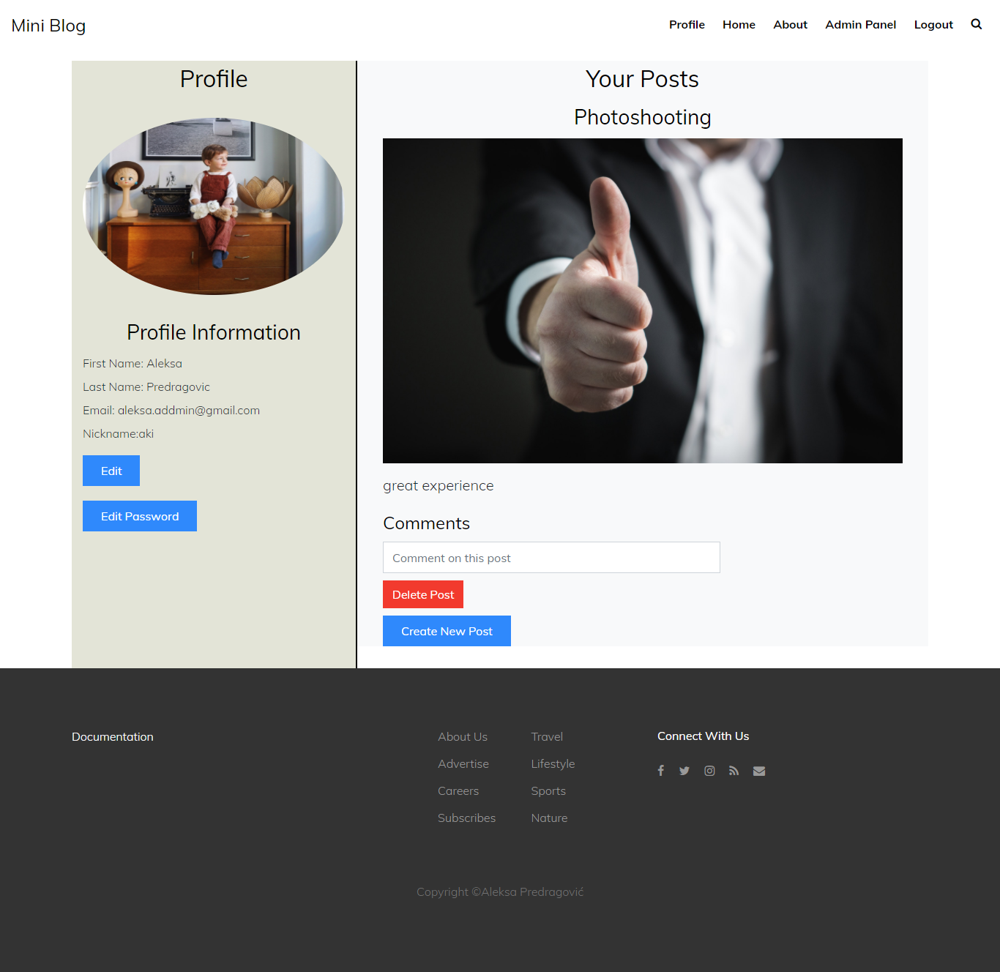 Mini Blog
Profile Home About Admin Panel Logout
Profile
Profile Information
First Name: Aleksa
Last Name: Predragovic
Email: aleksa.addmin@gmail.com
Nickname:aki
Edit
Edit Password
Your Posts
Photoshooting
great experience
Comments
Comment on this post
Delete Post
Create New Post
Documentation
About Us
Advertise
Careers
Subscribes
Travel
Lifestyle
Sports
Nature
Connect With Us
Copyright ©Aleksa Predragović